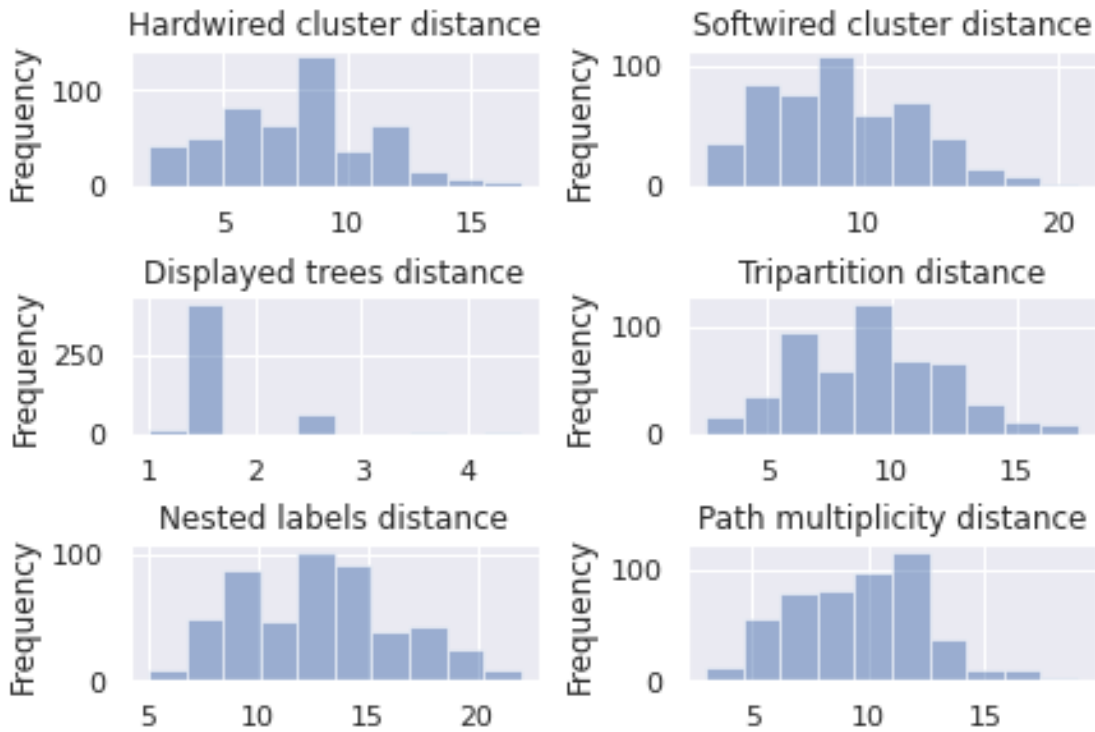 Hardwired cluster distance
Frequency
100
0
5 10 15
Softwired cluster distance
Frequency
100
0
10 20
Displayed trees distance
Frequency
250
0
1 2 3 4
Tripartition distance
Frequency
100
0
5 10 15
Nested labels distance
Frequency
100
0
5 10 15 20
Path multiplicity distance
Frequency
100
0
5 10 15